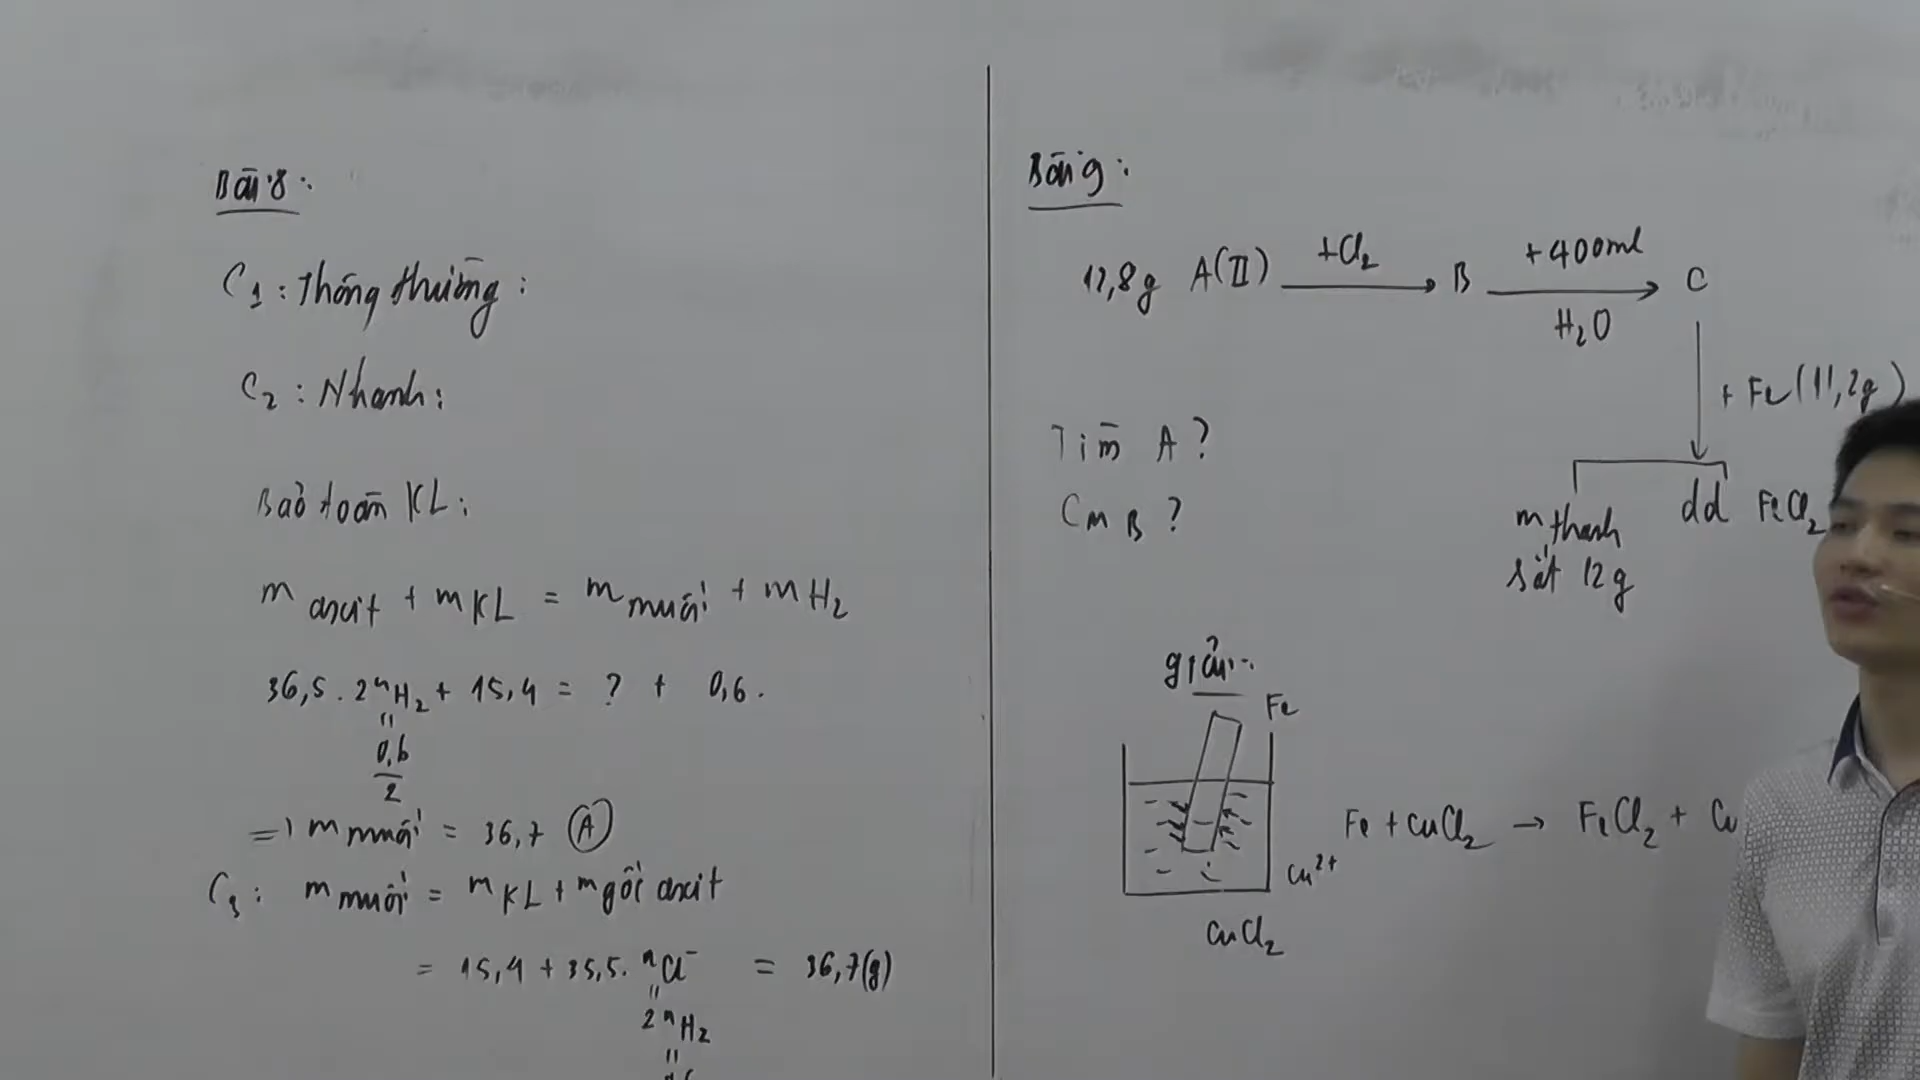 Bài 8:
C1: Thông thường:
C2: Nhanh:
Bảo toàn KL:
m axit + m KL = m muối + m H2
36,5 . 2nH2 + 15,4 = ? + 0,6.
"
0,6
2
=> m muối = 36,7 (A)
C3: m muối = m KL + m gốc axit
= 15,4 + 35,5. nCl- = 36,7(g)
"
2nH2
"
Bài 9:
12,8g A(II) +Cl2 B +400ml H2O C
+ Fe (11,2g)
Tìm A?
CM B ?
m thanh sắt 12g
dd FeCl2
giải:
Fe
Fe + CuCl2 → FeCl2 + Cu
Cu2+
CuCl2